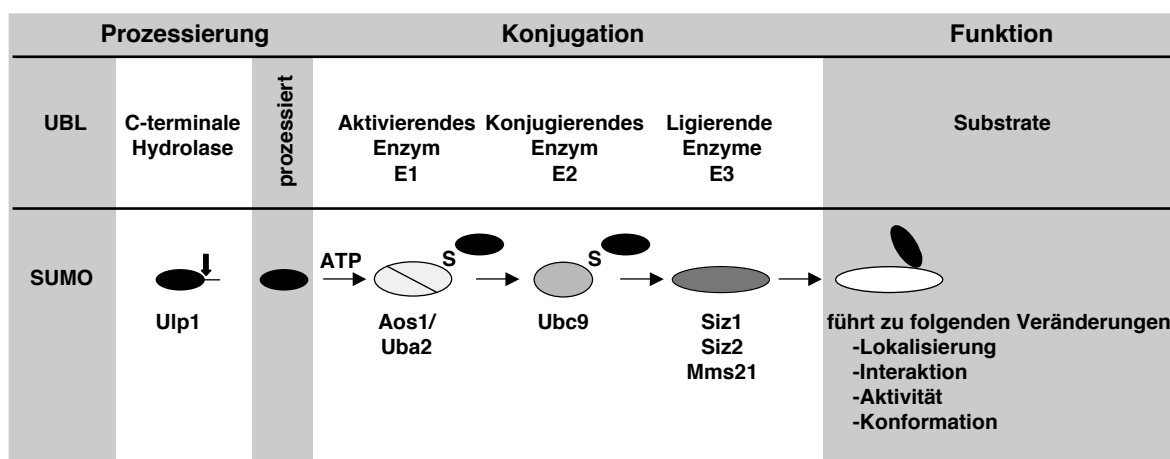 Prozessierung Konjugation Funktion
UBL
C-terminale
Hydrolase
prozessiert
Aktivierendes
Enzym
E1
Konjugierendes
Enzym
E2
Ligierende
Enzyme
E3
Substrate
SUMO
Ulp1
ATP
S
Aos1/
Uba2
S
Ubc9
Siz1
Siz2
Mms21
führt zu folgenden Veränderungen
-Lokalisierung
-Interaktion
-Aktivität
-Konformation